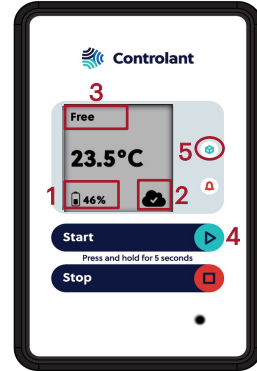 Controlant
3
Free
5
23.5°C
1 46% 2
Start 4
Press and hold for 5 seconds
Stop